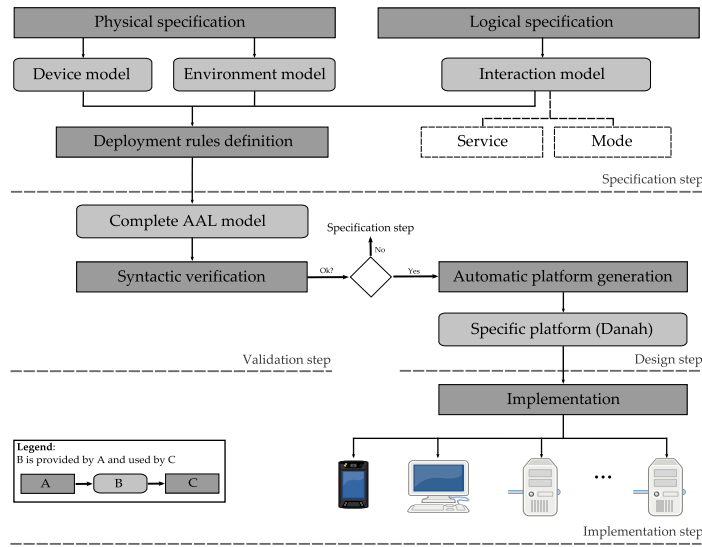 Physical specification
Logical specification
Device model
Environment model
Interaction model
Deployment rules definition
Service
Mode
Specification step
Complete AAL model
Specification step
No
Syntactic verification
Ok?
Yes
Automatic platform generation
Specific platform (Danah)
Validation step
Design step
Implementation
Legend:
B is provided by A and used by C
A
B
C
...
Implementation step